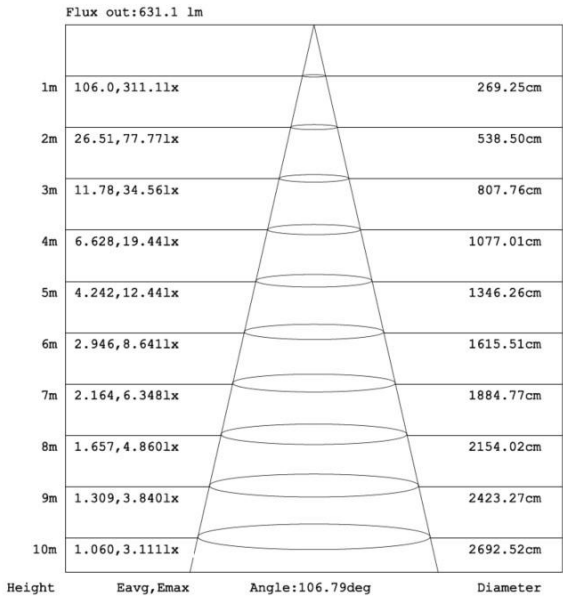 Flux out:631.1 lm
1m 106.0,311.1lx 269.25cm
2m 26.51,77.77lx 538.50cm
3m 11.78,34.56lx 807.76cm
4m 6.628,19.44lx 1077.01cm
5m 4.242,12.44lx 1346.26cm
6m 2.946,8.641lx 1615.51cm
7m 2.164,6.348lx 1884.77cm
8m 1.657,4.860lx 2154.02cm
9m 1.309,3.840lx 2423.27cm
10m 1.060,3.111lx 2692.52cm
Height Eavg,Emax Angle:106.79deg Diameter